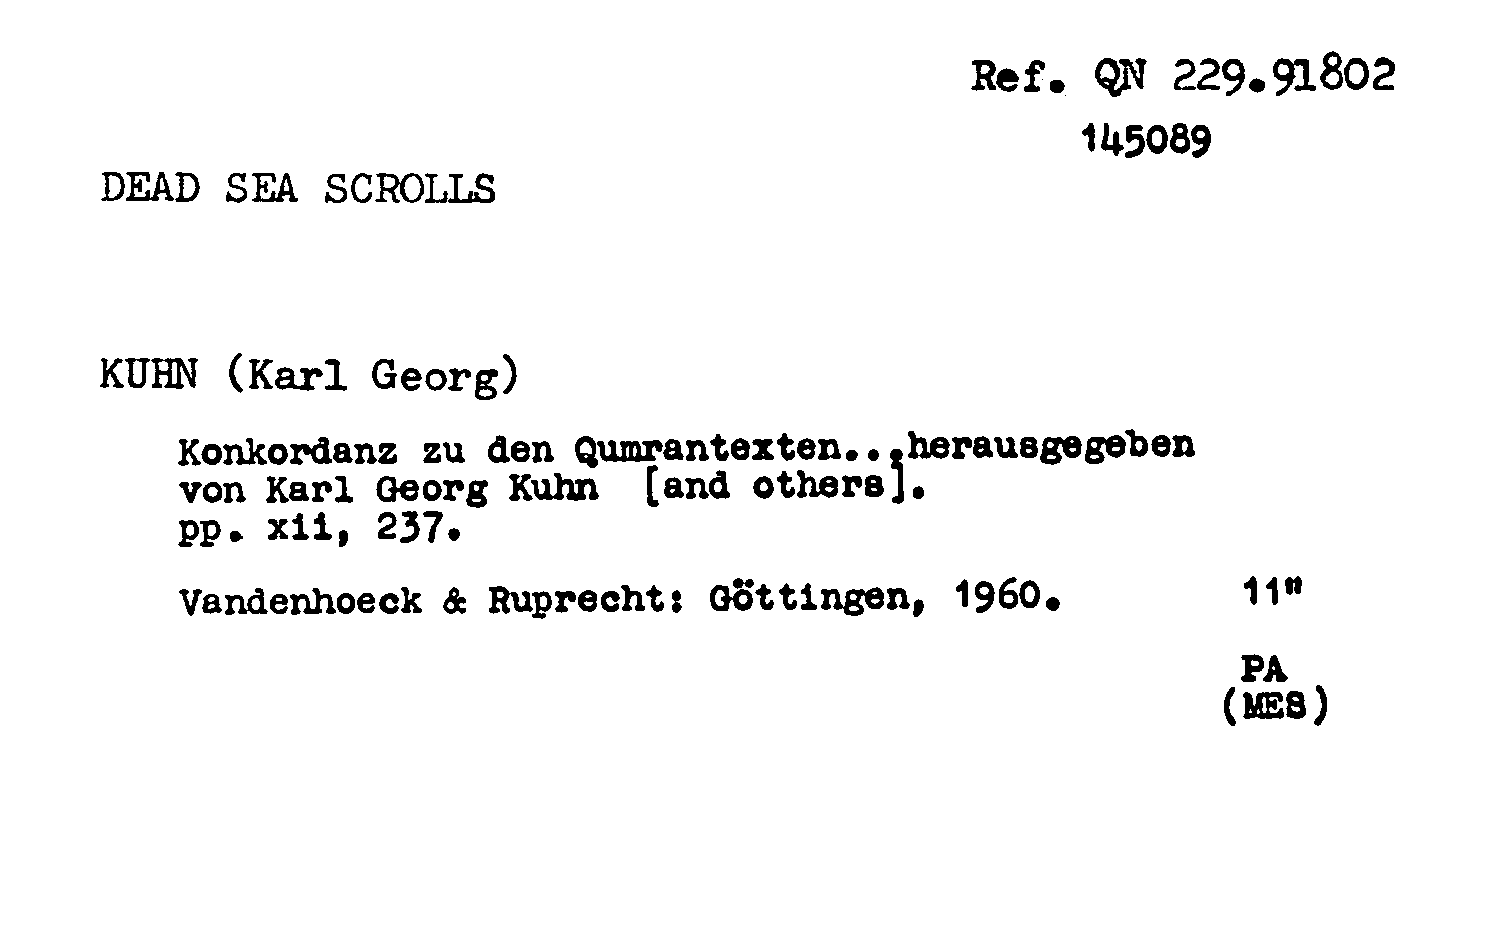 Ref. QN 229.91802
145089
DEAD SEA SCROLLS
KUHN (Karl Georg)
Konkordanz zu den Qumrantexten...herausgegeben
von Karl Georg Kuhn [and others].
pp. xii, 237.
Vandenhoeck & Ruprecht: Göttingen, 1960. 11"
PA
(MES)